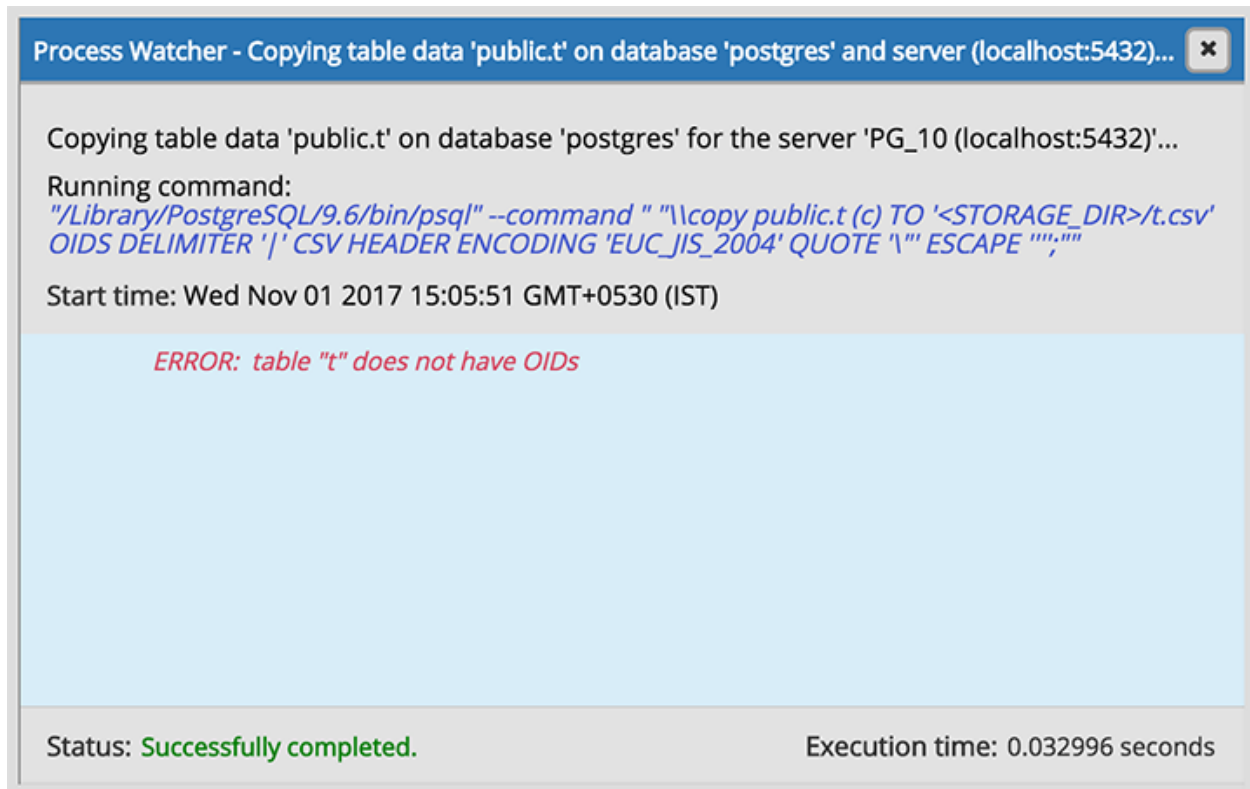 Process Watcher - Copying table data 'public.t' on database 'postgres' and server (localhost:5432)...
Copying table data 'public.t' on database 'postgres' for the server 'PG_10 (localhost:5432)'...
Running command:
"/Library/PostgreSQL/9.6/bin/psql" --command " "\\copy public.t (c) TO '<STORAGE_DIR>/t.csv'
OIDS DELIMITER '|' CSV HEADER ENCODING 'EUC_JIS_2004' QUOTE '\"' ESCAPE '''';""
Start time: Wed Nov 01 2017 15:05:51 GMT+0530 (IST)
ERROR:  table "t" does not have OIDs
Status: Successfully completed.
Execution time: 0.032996 seconds